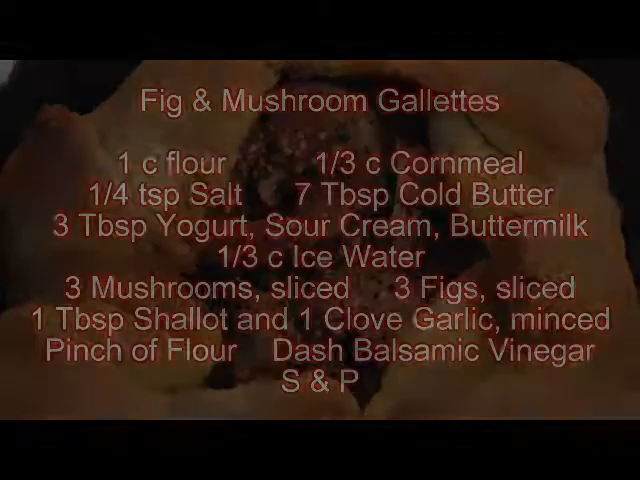 Fig & Mushroom Gallettes
1 c flour 1/3 c Cornmeal
1/4 tsp Salt 7 Tbsp Cold Butter
3 Tbsp Yogurt, Sour Cream, Buttermilk
1/3 c Ice Water
3 Mushrooms, sliced 3 Figs, sliced
1 Tbsp Shallot and 1 Clove Garlic, minced
Pinch of Flour Dash Balsamic Vinegar
S & P